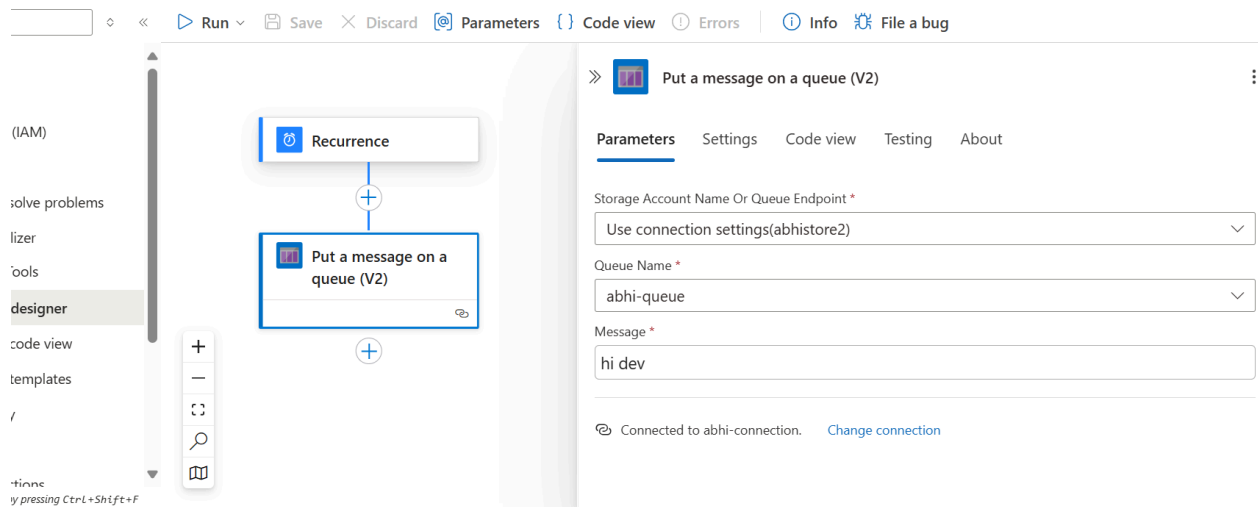 Run
Save
Discard
Parameters
Code view
Errors
Info
File a bug
(IAM)
solve problems
lizer
Tools
designer
code view
templates
y
ctions
by pressing Ctrl+Shift+F
Recurrence
Put a message on a
queue (V2)
Put a message on a queue (V2)
Parameters Settings Code view Testing About
Storage Account Name Or Queue Endpoint *
Use connection settings(abhistore2)
Queue Name *
abhi-queue
Message *
hi dev
Connected to abhi-connection. Change connection